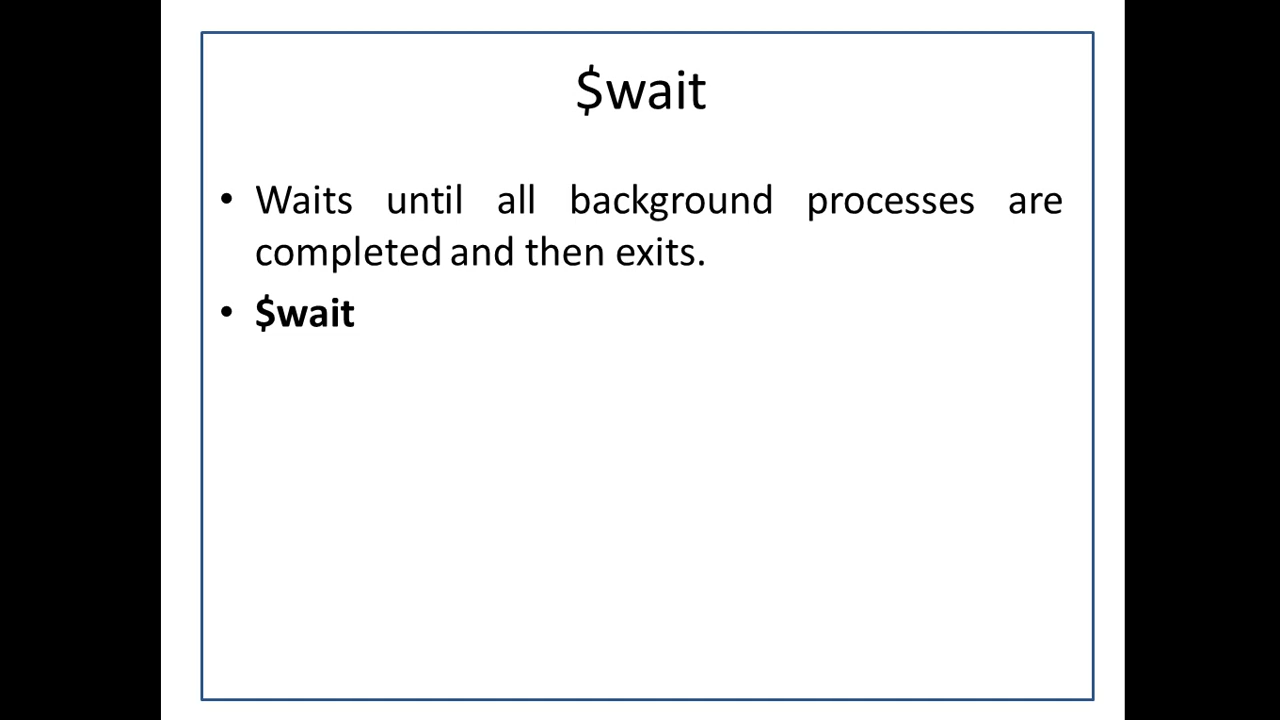 $wait
• Waits until all background processes are
completed and then exits.
• $wait